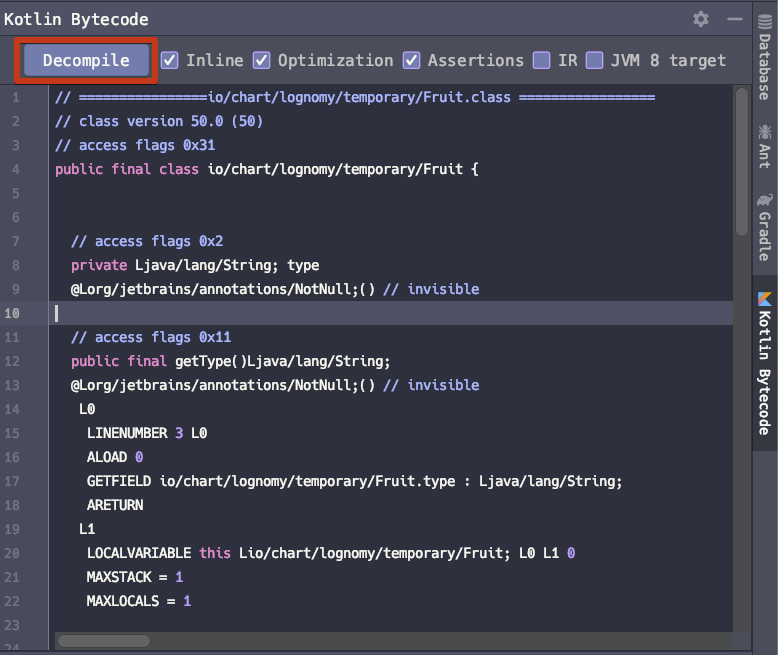 Kotlin Bytecode
Decompile Inline Optimization Assertions IR JVM 8 target
1 // ================io/chart/lognomy/temporary/Fruit.class =================
2 // class version 50.0 (50)
3 // access flags 0x31
4 public final class io/chart/lognomy/temporary/Fruit {
5
6
7 // access flags 0x2
8 private Ljava/lang/String; type
9 @Lorg/jetbrains/annotations/NotNull;() // invisible
10
11 // access flags 0x11
12 public final getType()Ljava/lang/String;
13 @Lorg/jetbrains/annotations/NotNull;() // invisible
14 L0
15 LINENUMBER 3 L0
16 ALOAD 0
17 GETFIELD io/chart/lognomy/temporary/Fruit.type : Ljava/lang/String;
18 ARETURN
19 L1
20 LOCALVARIABLE this Lio/chart/lognomy/temporary/Fruit; L0 L1 0
21 MAXSTACK = 1
22 MAXLOCALS = 1
23
24
Database
Ant
Gradle
Kotlin Bytecode